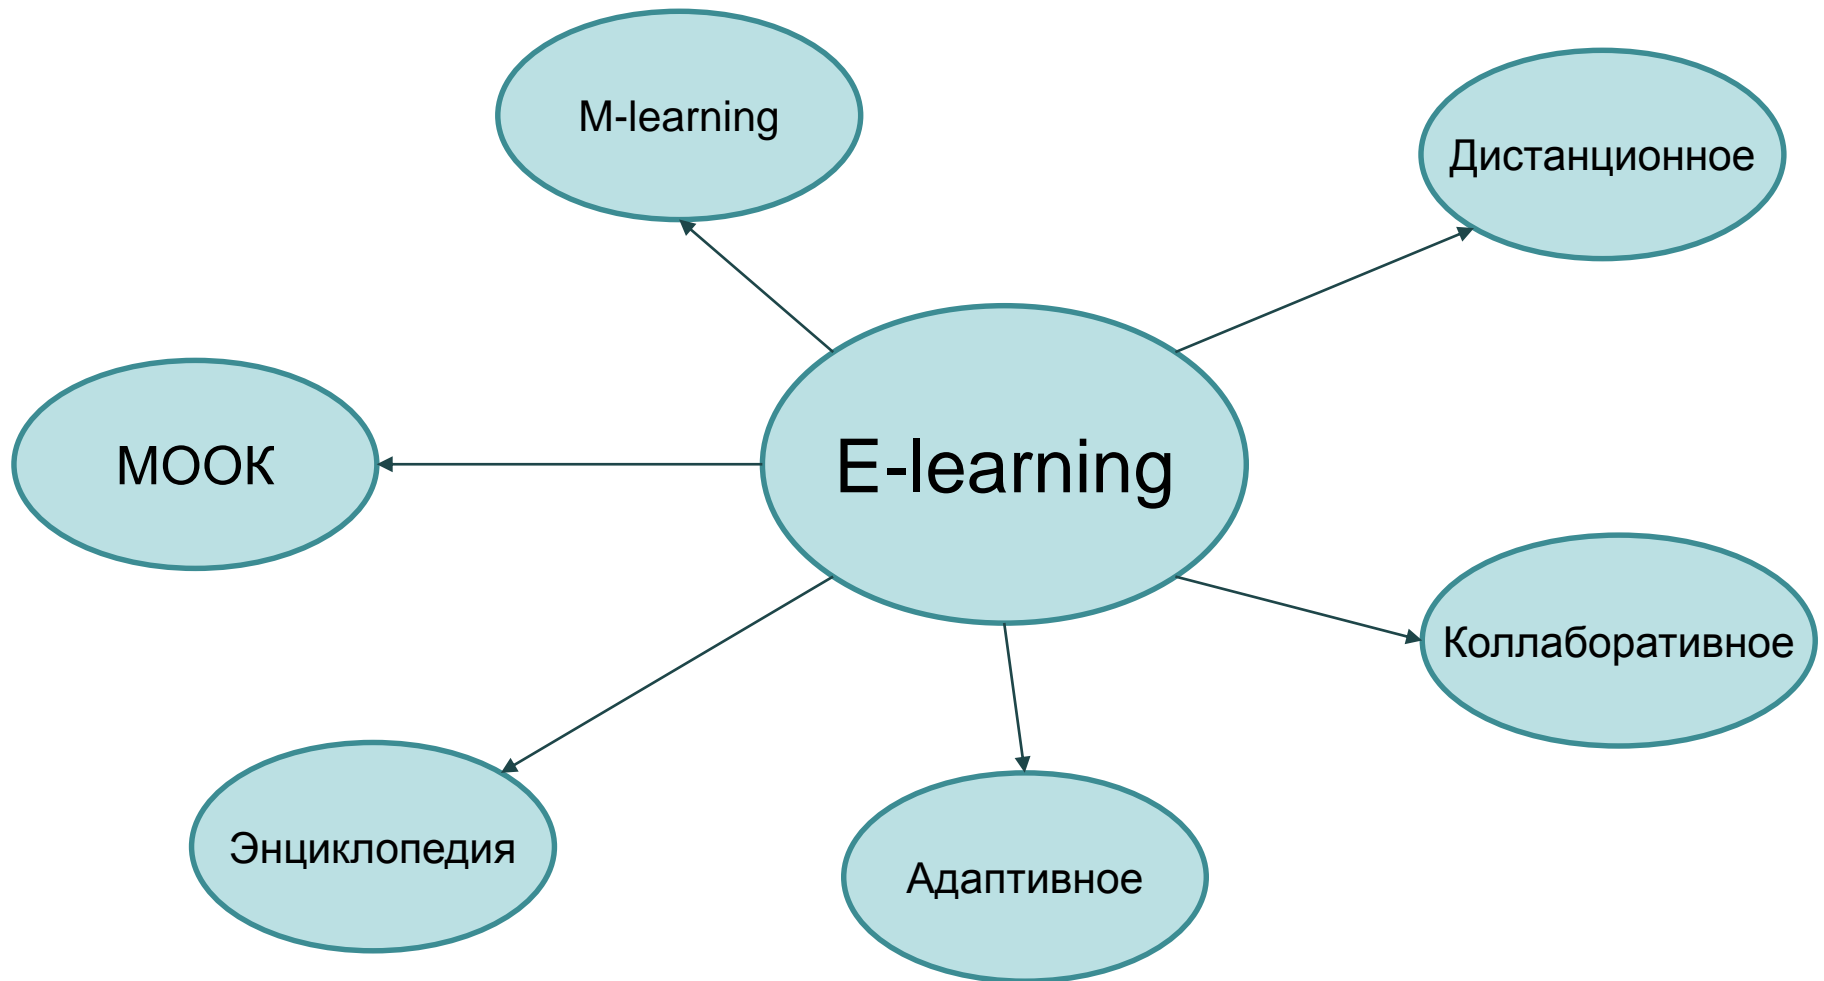 M-learning
Дистанционное
МООК
E-learning
Коллаборативное
Энциклопедия
Адаптивное